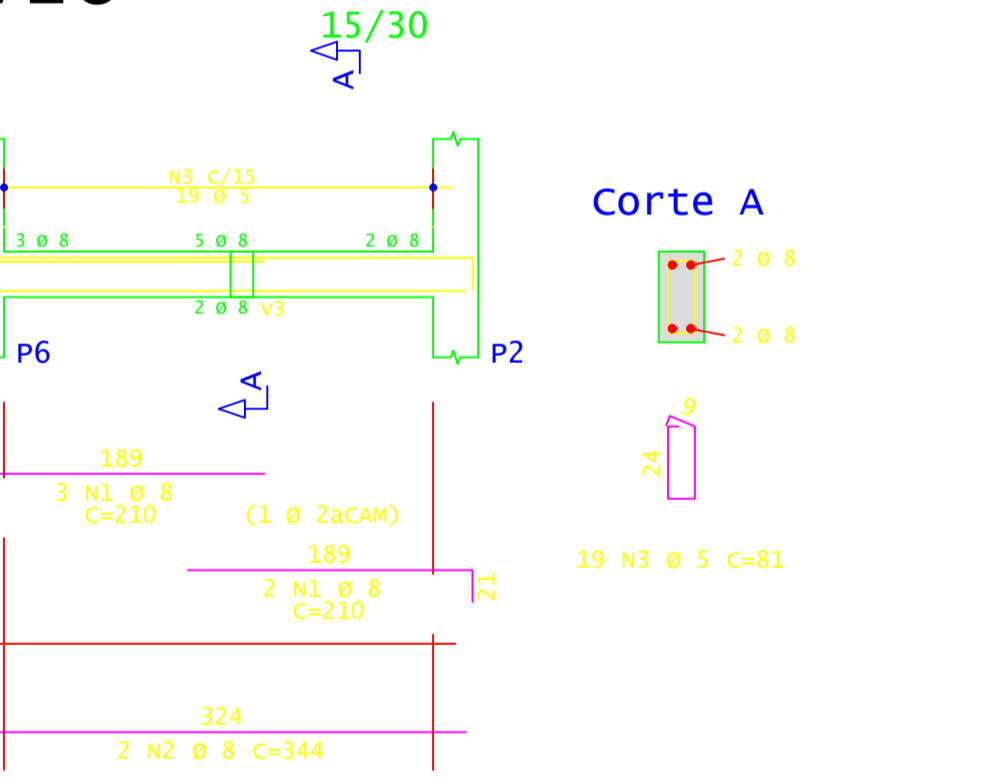 15/30
A
N3 C/15
19 Ø 5
3 Ø 8
5 Ø 8
2 Ø 8
2 Ø 8 V3
P6
P2
A
Corte A
2 Ø 8
2 Ø 8
9
24
19 N3 Ø 5 C=81
189
3 N1 Ø 8
C=210
(1 Ø 2aCAM)
189
2 N1 Ø 8
C=210
21
324
2 N2 Ø 8 C=344